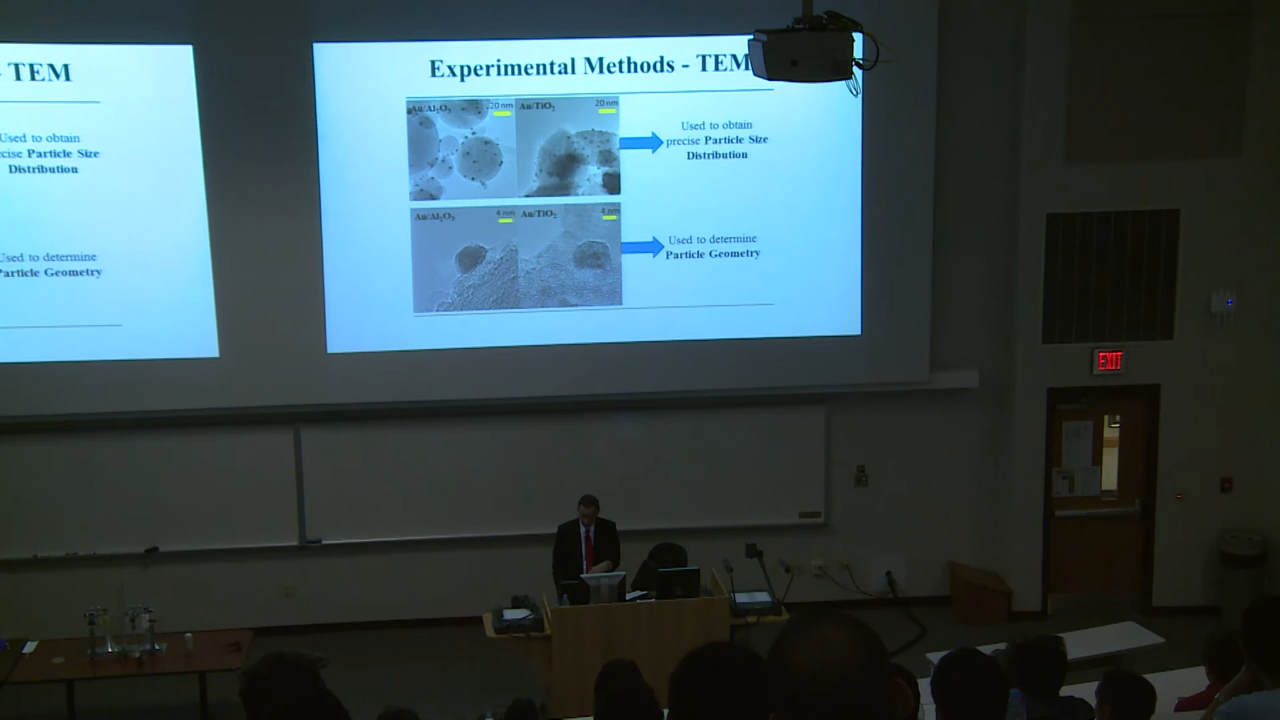 - TEM
Used to obtain
cise Particle Size
Distribution
Used to determine
Particle Geometry
Experimental Methods - TEM
Au/Al₂O₃ 20 nm Au/TiO₂ 20 nm
Used to obtain
precise Particle Size
Distribution
Au/Al₂O₃ 4 nm Au/TiO₂ 4 nm
Used to determine
Particle Geometry
EXIT